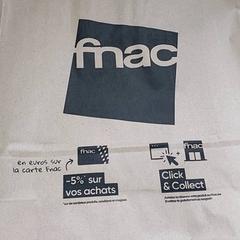 fnac
en euros sur
la carte Fnac
fnac
-5% sur
vos achats
fnac
Click
& Collect